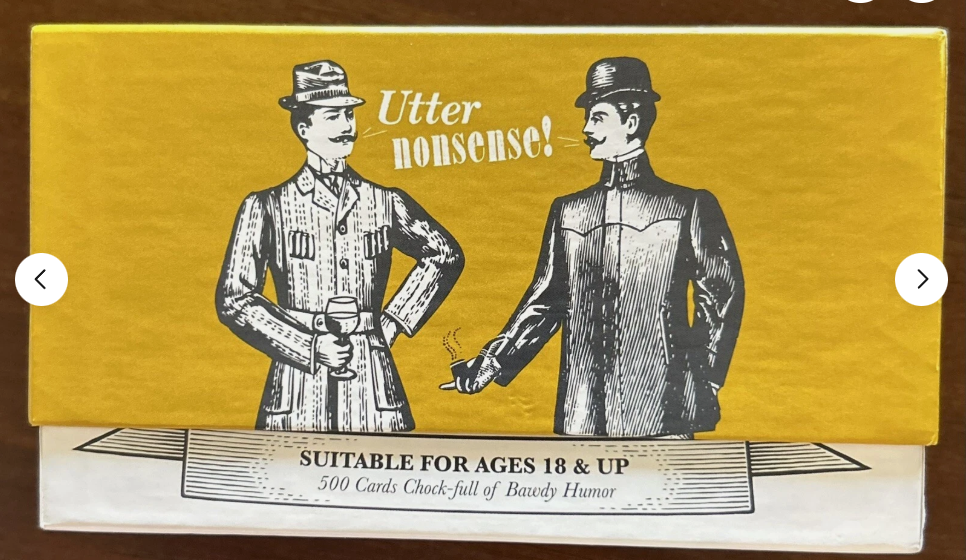 Utter
nonsense!
SUITABLE FOR AGES 18 & UP
500 Cards Chock-full of Bawdy Humor